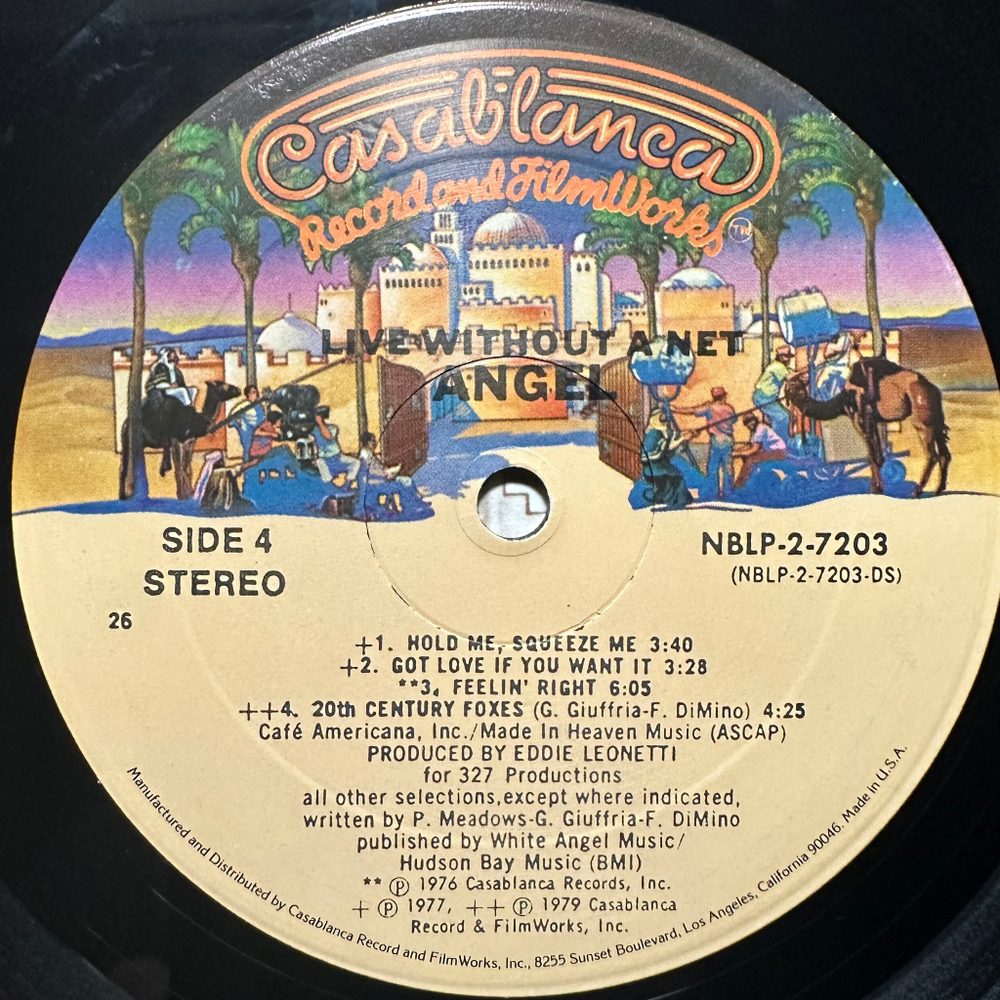 Casablanca
Record and FilmWorks
TM
LIVE WITHOUT A NET
ANGEL
SIDE 4
STEREO
26
NBLP-2-7203
(NBLP-2-7203-DS)
+1. HOLD ME, SQUEEZE ME 3:40
+2. GOT LOVE IF YOU WANT IT 3:28
**3. FEELIN' RIGHT 6:05
++4. 20th CENTURY FOXES (G. Giuffria-F. DiMino) 4:25
Café Americana, Inc./Made In Heaven Music (ASCAP)
PRODUCED BY EDDIE LEONETTI
for 327 Productions
all other selections,except where indicated,
written by P. Meadows-G. Giuffria-F. DiMino
published by White Angel Music/
Hudson Bay Music (BMI)
** ℗ 1976 Casablanca Records, Inc.
+ ℗ 1977, ++ ℗ 1979 Casablanca
Record & FilmWorks, Inc.
Manufactured and Distributed by Casablanca Record and FilmWorks, Inc., 8255 Sunset Boulevard, Los Angeles, California 90046. Made in U.S.A.